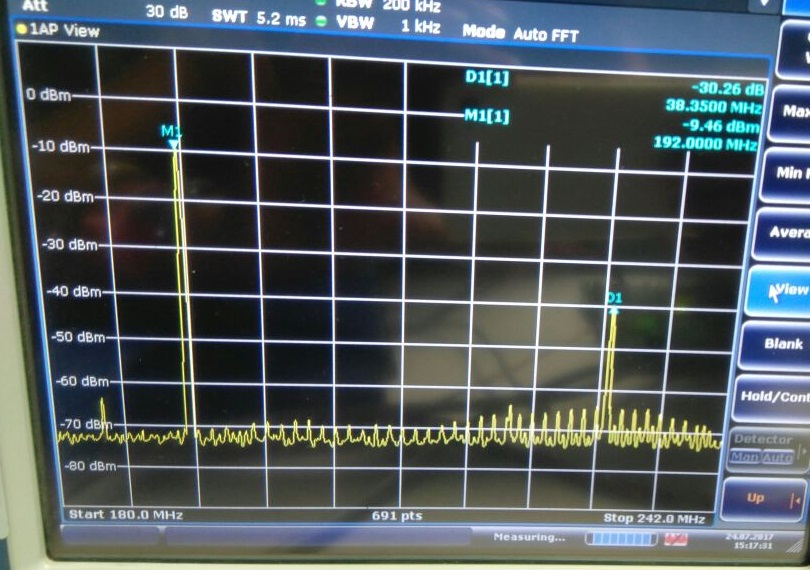 Att 30 dB SWT 5.2 ms RBW 200 kHz
VBW 1 kHz Mode Auto FFT
1AP View
D1[1] -30.26 dB
38.3500 MHz
M1[1] -9.46 dBm
192.0000 MHz
M1
D1
0 dBm
-10 dBm
-20 dBm
-30 dBm
-40 dBm
-50 dBm
-60 dBm
-70 dBm
-80 dBm
Start 180.0 MHz 691 pts Stop 242.0 MHz
Measuring... 24.07.2017
15:17:31
Max
Min
Avera
View
Blank
Hold/Cont
Detector
Man Auto
Up